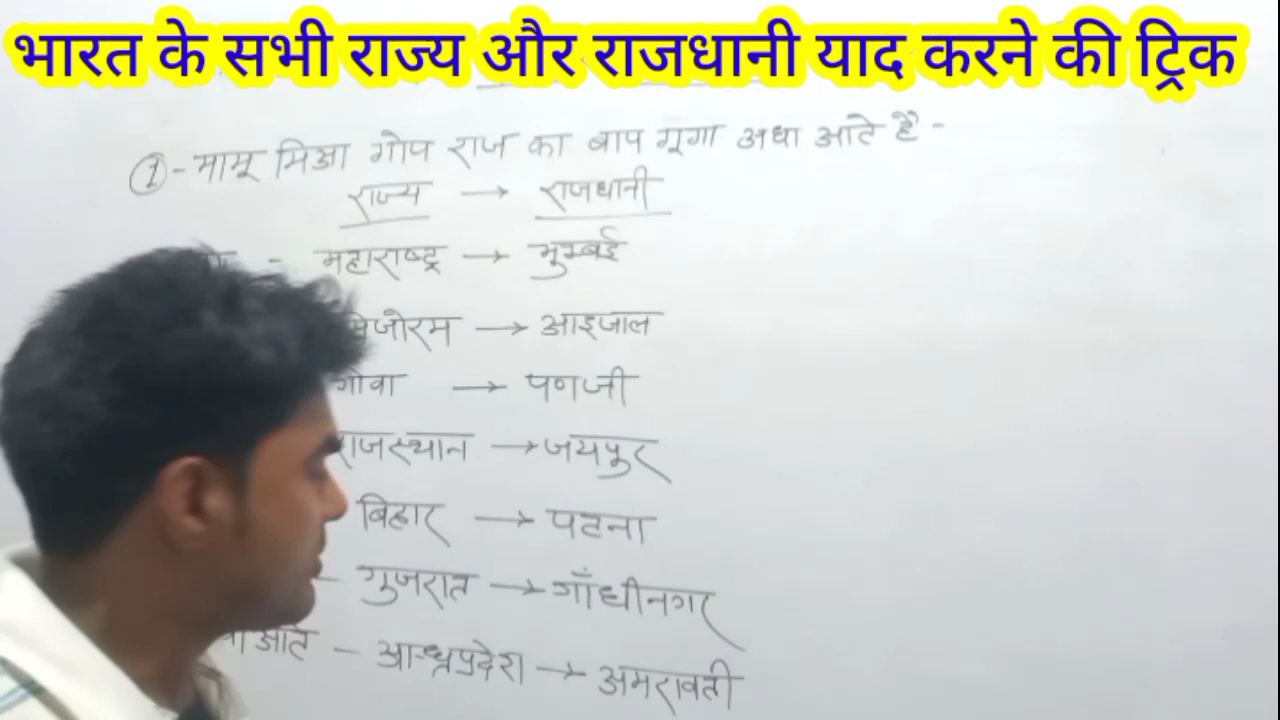 भारत के सभी राज्य और राजधानी याद करने की ट्रिक
①- मामू मिआ गोप राज का बाप गूगा अधा आते है -
राज्य → राजधानी
- महाराष्ट्र → मुम्बई
मिजोरम → आइजाल
गोवा → पणजी
राजस्थान → जयपुर
बिहार → पटना
- गुजरात → गाँधीनगर
आते - आन्ध्रप्रदेश → अमरावती